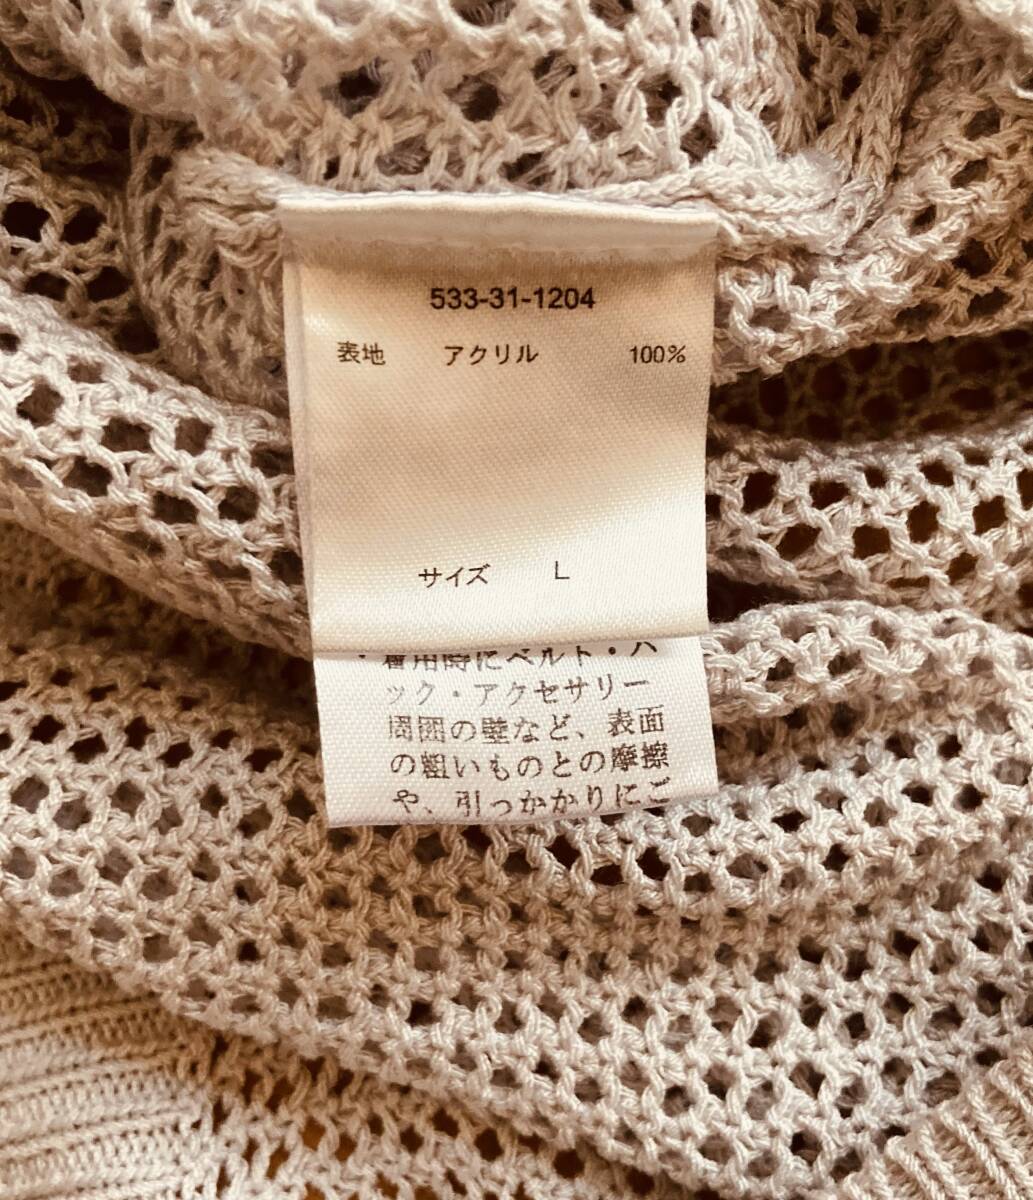 533-31-1204
表地 アクリル 100%
サイズ L
・着用時にベルト・バ
ック・アクセサリー
周囲の壁など、表面
の粗いものとの摩擦
や、引っかかりにご